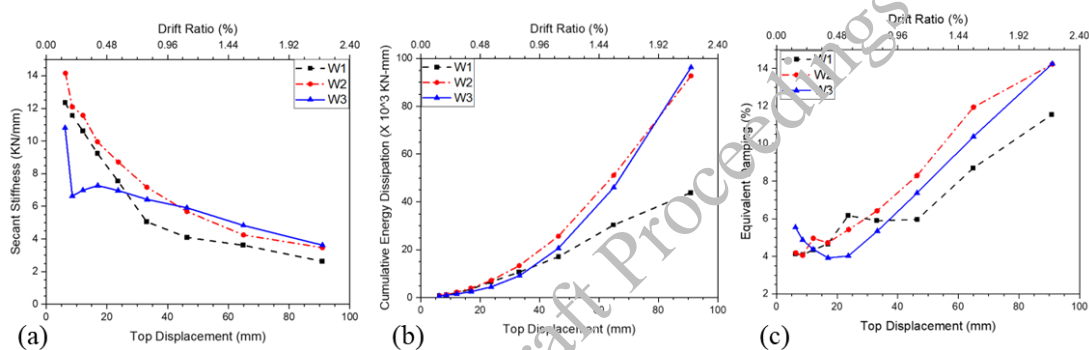 Drift Ratio (%)
0.00 0.48 0.96 1.44 1.92 2.40
14
12
10
8
6
4
2
0
Secant Stiffness (KN/mm)
W1
W2
W3
0 20 40 60 80 100
(a) Top Displacement (mm)
Drift Ratio (%)
0.00 0.48 0.96 1.44 1.92 2.40
100
80
60
40
20
0
Cumulative Energy Dissipation (X 10^3 KN-mm)
W1
W2
W3
0 20 40 60 80 100
(b) Top Displacement (mm)
Drift Ratio (%)
0.00 0.48 0.96 1.44 1.92 2.40
14
12
10
8
6
4
2
Equivalent Damping (%)
W1
W2
W3
0 20 40 60 80 100
(c) Top Displacement (mm)
Draft Proceedings